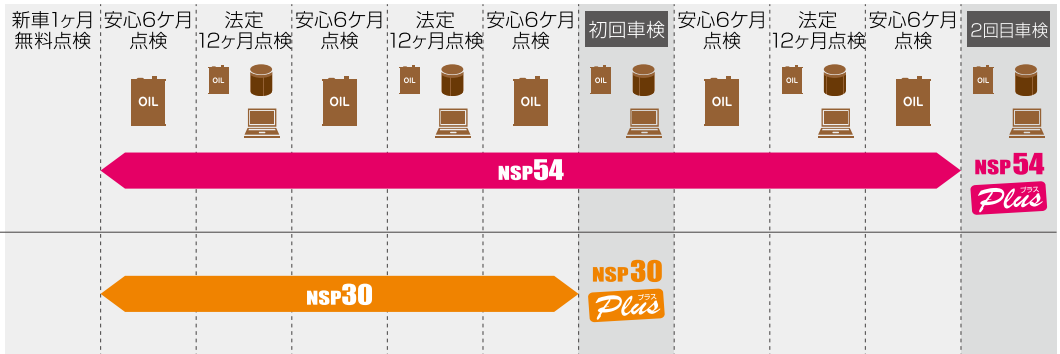 新車1ヶ月
無料点検
安心6ケ月
点検
法定
12ヶ月点検
安心6ケ月
点検
法定
12ヶ月点検
安心6ケ月
点検
初回車検
安心6ケ月
点検
法定
12ヶ月点検
安心6ケ月
点検
2回目車検
OIL
OIL
OIL
OIL
OIL
OIL
OIL
OIL
OIL
OIL
NSP54
NSP54
プラス
Plus
NSP30
NSP30
プラス
Plus